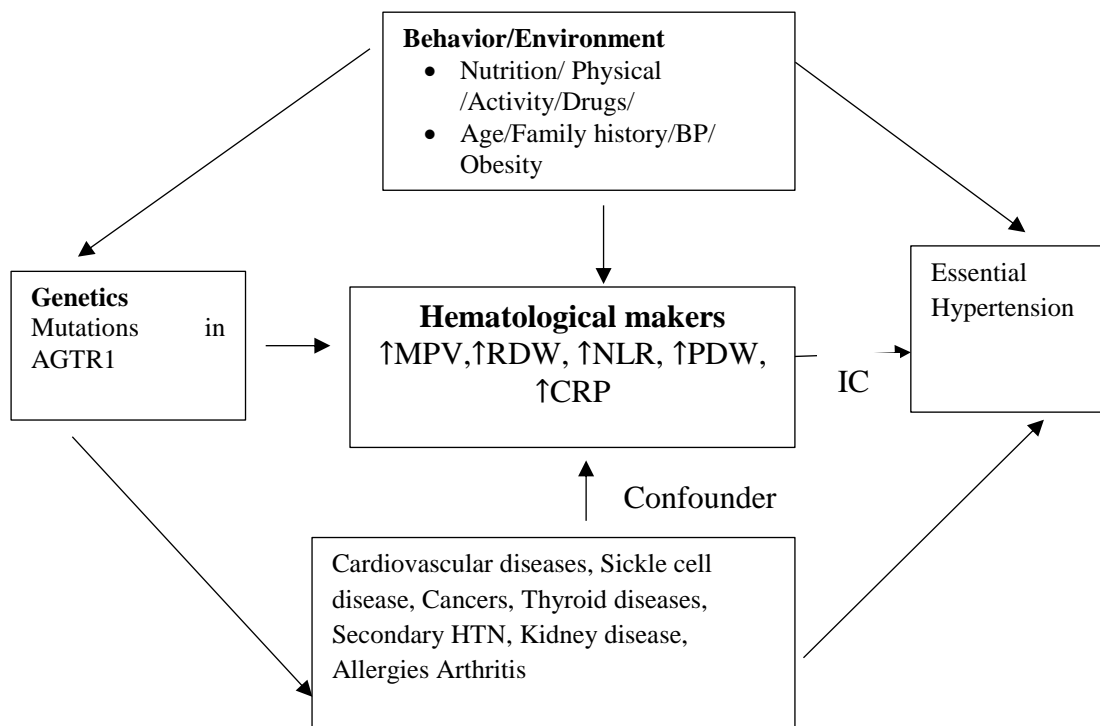 Behavior/Environment
• Nutrition/ Physical
/Activity/Drugs/
• Age/Family history/BP/
Obesity
Genetics
Mutations in
AGTR1
Hematological makers
↑MPV,↑RDW, ↑NLR, ↑PDW,
↑CRP
IC
Essential
Hypertension
Confounder
Cardiovascular diseases, Sickle cell
disease, Cancers, Thyroid diseases,
Secondary HTN, Kidney disease,
Allergies Arthritis